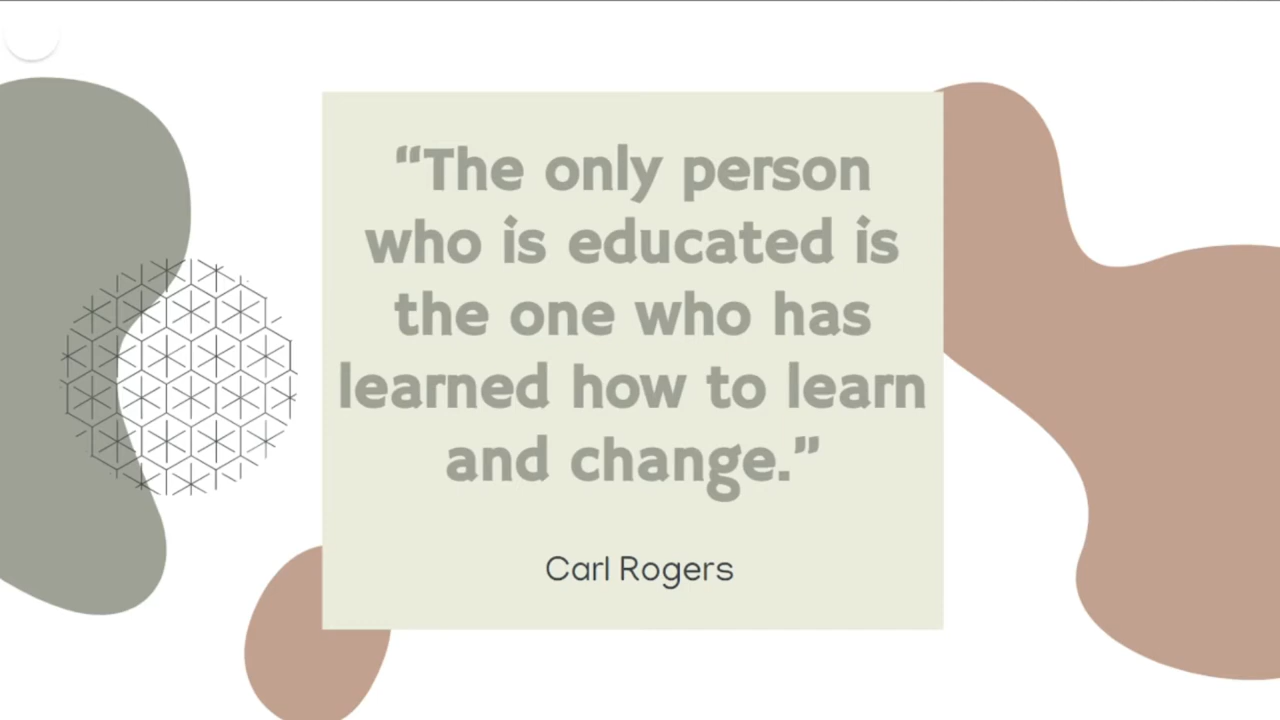 “The only person
who is educated is
the one who has
learned how to learn
and change.”
Carl Rogers